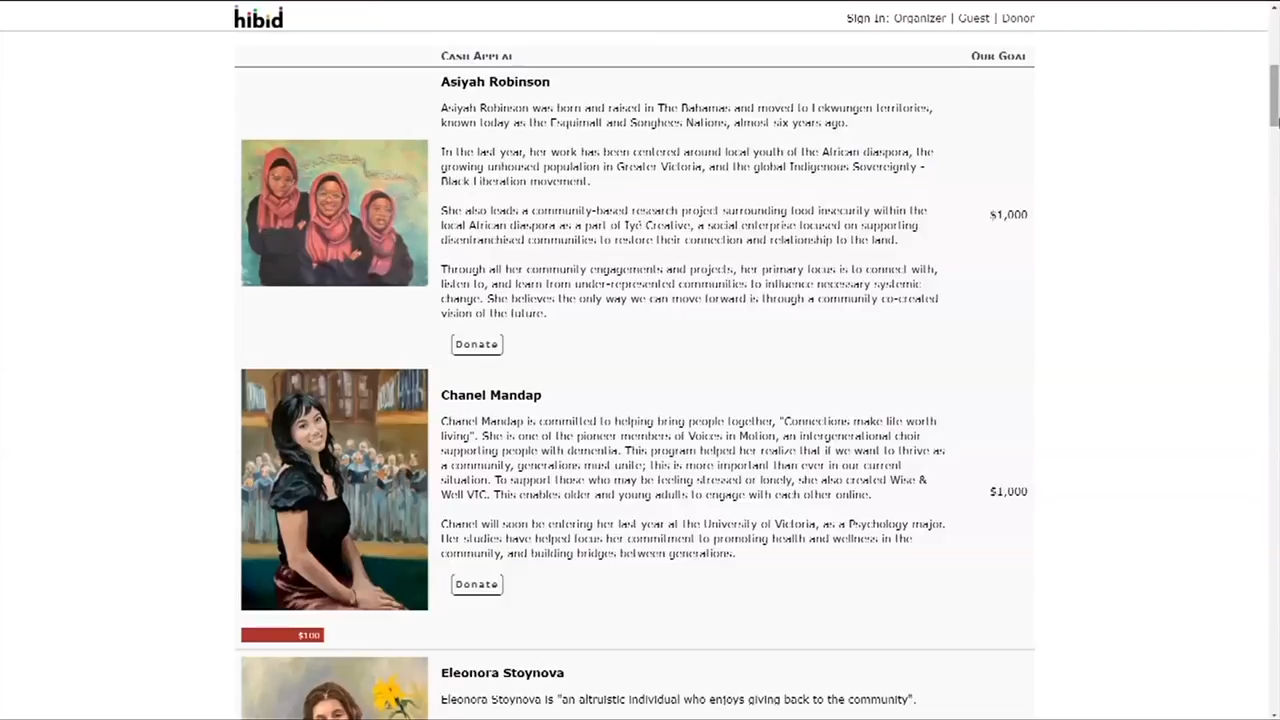 hibid
Sign In: Organizer | Guest | Donor
Cash Appeal
Our Goal
Asiyah Robinson
Asiyah Robinson was born and raised in The Bahamas and moved to Lekwungen territories,
known today as the Esquimalt and Songhees Nations, almost six years ago.
In the last year, her work has been centered around local youth of the African diaspora, the
growing unhoused population in Greater Victoria, and the global Indigenous Sovereignty -
Black Liberation movement.
She also leads a community-based research project surrounding food insecurity within the
local African diaspora as a part of Iyé Creative, a social enterprise focused on supporting
disenfranchised communities to restore their connection and relationship to the land.
$1,000
Through all her community engagements and projects, her primary focus is to connect with,
listen to, and learn from under-represented communities to influence necessary systemic
change. She believes the only way we can move forward is through a community co-created
vision of the future.
Donate
Chanel Mandap
Chanel Mandap is committed to helping bring people together, "Connections make life worth
living". She is one of the pioneer members of Voices in Motion, an intergenerational choir
supporting people with dementia. This program helped her realize that if we want to thrive as
a community, generations must unite; this is more important than ever in our current
situation. To support those who may be feeling stressed or lonely, she also created Wise &
Well VIC. This enables older and young adults to engage with each other online.
$1,000
Chanel will soon be entering her last year at the University of Victoria, as a Psychology major.
Her studies have helped focus her commitment to promoting health and wellness in the
community, and building bridges between generations.
Donate
$100
Eleonora Stoynova
Eleonora Stoynova is "an altruistic individual who enjoys giving back to the community".